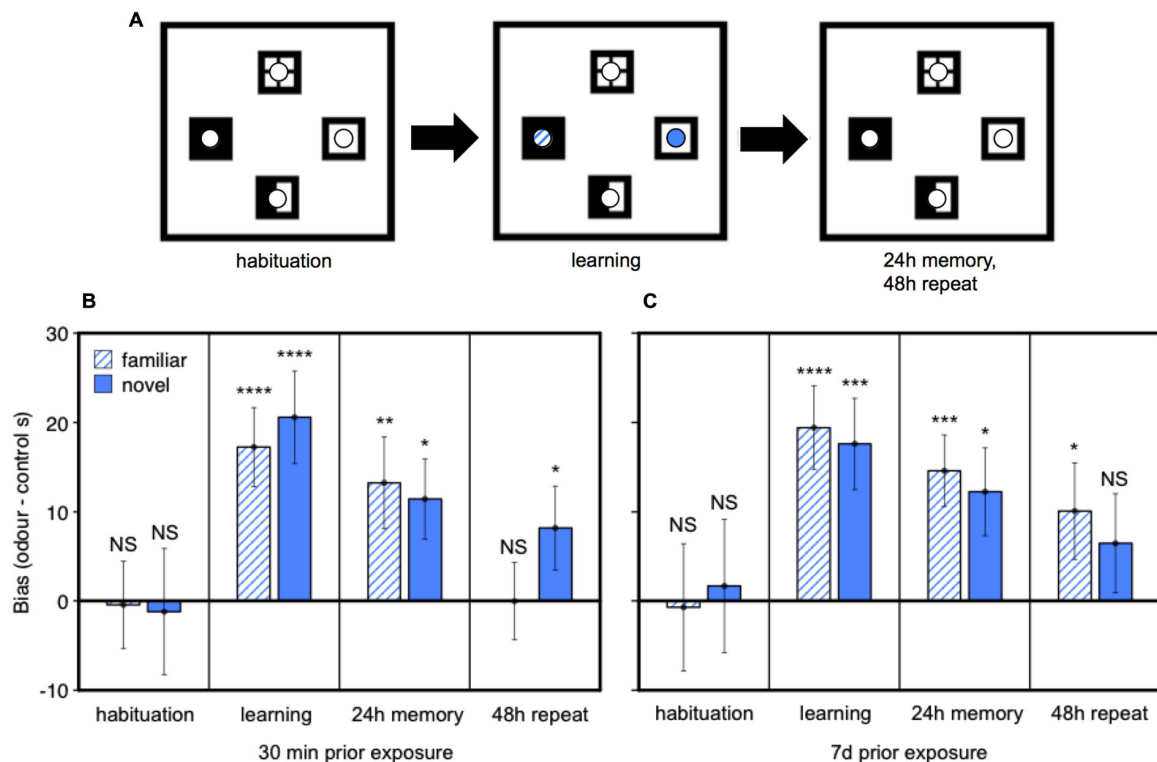 A
habituation
learning
24h memory,
48h repeat
B
C
30
20
10
0
-10
Bias (odour - control s)
familiar
novel
NS
NS
****
****
**
*
NS
*
habituation
learning
24h memory
48h repeat
30 min prior exposure
NS
NS
****
***
***
*
*
NS
habituation
learning
24h memory
48h repeat
7d prior exposure